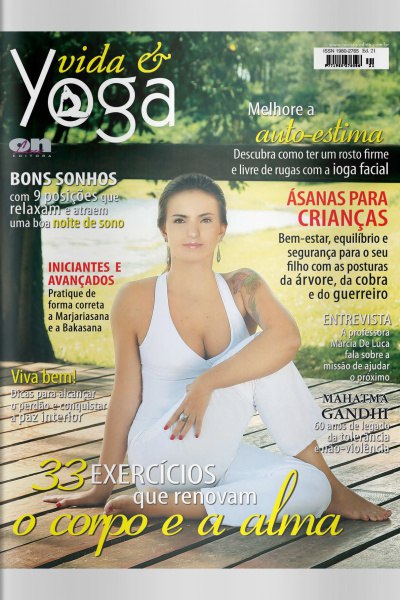 vida &
Yoga
on
EDITORA
ISSN 1980-2765 Ed. 21
Melhore a
auto-estima
Descubra como ter um rosto firme
e livre de rugas com a ioga facial
BONS SONHOS
com 9 posições que
relaxam e atraem
uma boa noite de sono
ÁSANAS PARA
CRIANÇAS
Bem-estar, equilíbrio e
segurança para o seu
filho com as posturas
da árvore, da cobra
e do guerreiro
INICIANTES E
AVANÇADOS
Pratique de
forma correta
a Marjariasana
e a Bakasana
ENTREVISTA
A professora
Márcia De Luca
fala sobre a
missão de ajudar
o próximo
Viva bem!
Dicas para alcançar
o perdão e conquistar
a paz interior
MAHATMA
GANDHI
60 anos de legado
da tolerância
e não-violência
33 EXERCÍCIOS
que renovam
o corpo e a alma